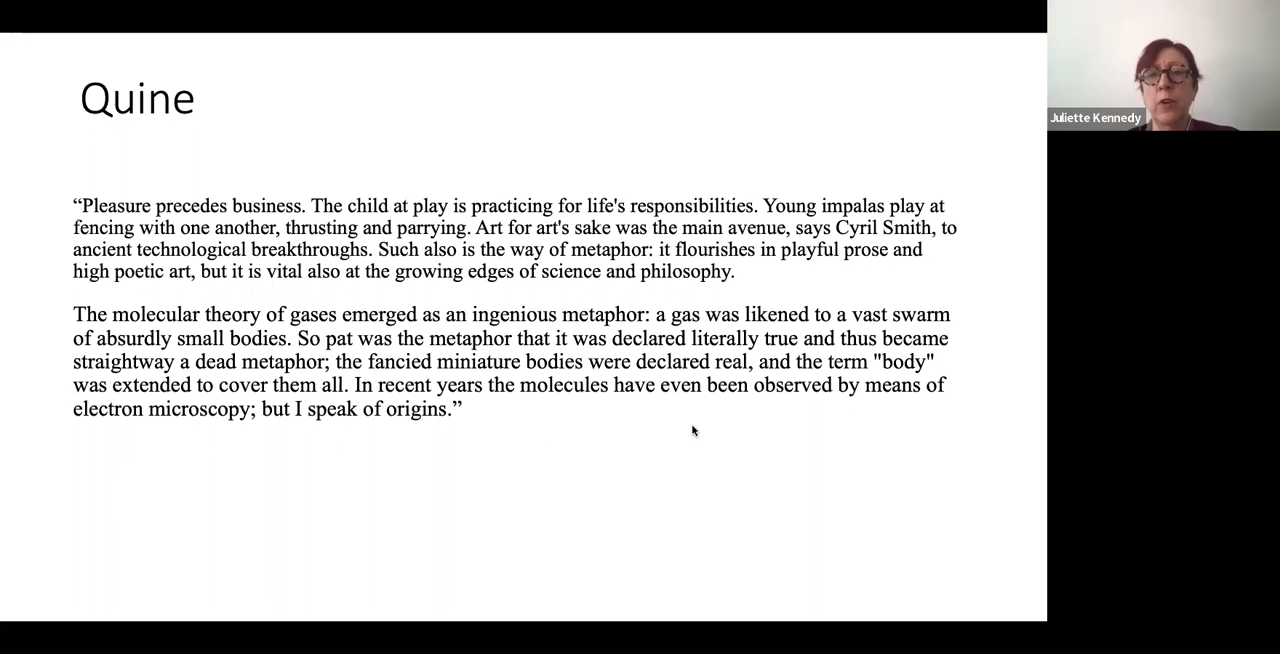 Quine
“Pleasure precedes business. The child at play is practicing for life's responsibilities. Young impalas play at
fencing with one another, thrusting and parrying. Art for art's sake was the main avenue, says Cyril Smith, to
ancient technological breakthroughs. Such also is the way of metaphor: it flourishes in playful prose and
high poetic art, but it is vital also at the growing edges of science and philosophy.
The molecular theory of gases emerged as an ingenious metaphor: a gas was likened to a vast swarm
of absurdly small bodies. So pat was the metaphor that it was declared literally true and thus became
straightway a dead metaphor; the fancied miniature bodies were declared real, and the term "body"
was extended to cover them all. In recent years the molecules have even been observed by means of
electron microscopy; but I speak of origins.”
Juliette Kennedy